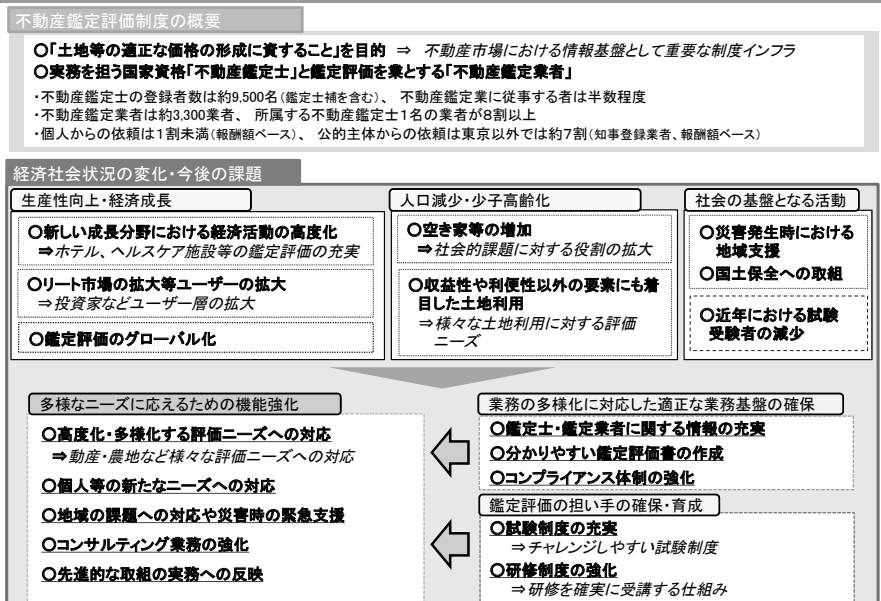 不動産鑑定評価制度の概要
〇「土地等の適正な価格の形成に資すること」を目的 ⇒ 不動産市場における情報基盤として重要な制度インフラ
〇実務を担う国家資格「不動産鑑定士」と鑑定評価を業とする「不動産鑑定業者」
・不動産鑑定士の登録者数は約9,500名(鑑定士補を含む)、 不動産鑑定業に従事する者は半数程度
・不動産鑑定業者は約3,300業者、 所属する不動産鑑定士1名の業者が8割以上
・個人からの依頼は1割未満(報酬額ベース)、 公的主体からの依頼は東京以外では約7割(知事登録業者、報酬額ベース)
経済社会状況の変化・今後の課題
生産性向上・経済成長
〇新しい成長分野における経済活動の高度化
⇒ホテル、ヘルスケア施設等の鑑定評価の充実
〇リート市場の拡大等ユーザーの拡大
⇒投資家などユーザー層の拡大
〇鑑定評価のグローバル化
人口減少・少子高齢化
〇空き家等の増加
⇒社会的課題に対する役割の拡大
〇収益性や利便性以外の要素にも着
目した土地利用
⇒様々な土地利用に対する評価
ニーズ
社会の基盤となる活動
〇災害発生時における
地域支援
〇国土保全への取組
〇近年における試験
受験者の減少
多様なニーズに応えるための機能強化
〇高度化・多様化する評価ニーズへの対応
⇒動産・農地など様々な評価ニーズへの対応
〇個人等の新たなニーズへの対応
〇地域の課題への対応や災害時の緊急支援
〇コンサルティング業務の強化
〇先進的な取組の実務への反映
業務の多様化に対応した適正な業務基盤の確保
〇鑑定士・鑑定業者に関する情報の充実
〇分かりやすい鑑定評価書の作成
〇コンプライアンス体制の強化
鑑定評価の担い手の確保・育成
〇試験制度の充実
⇒チャレンジしやすい試験制度
〇研修制度の強化
⇒研修を確実に受講する仕組み